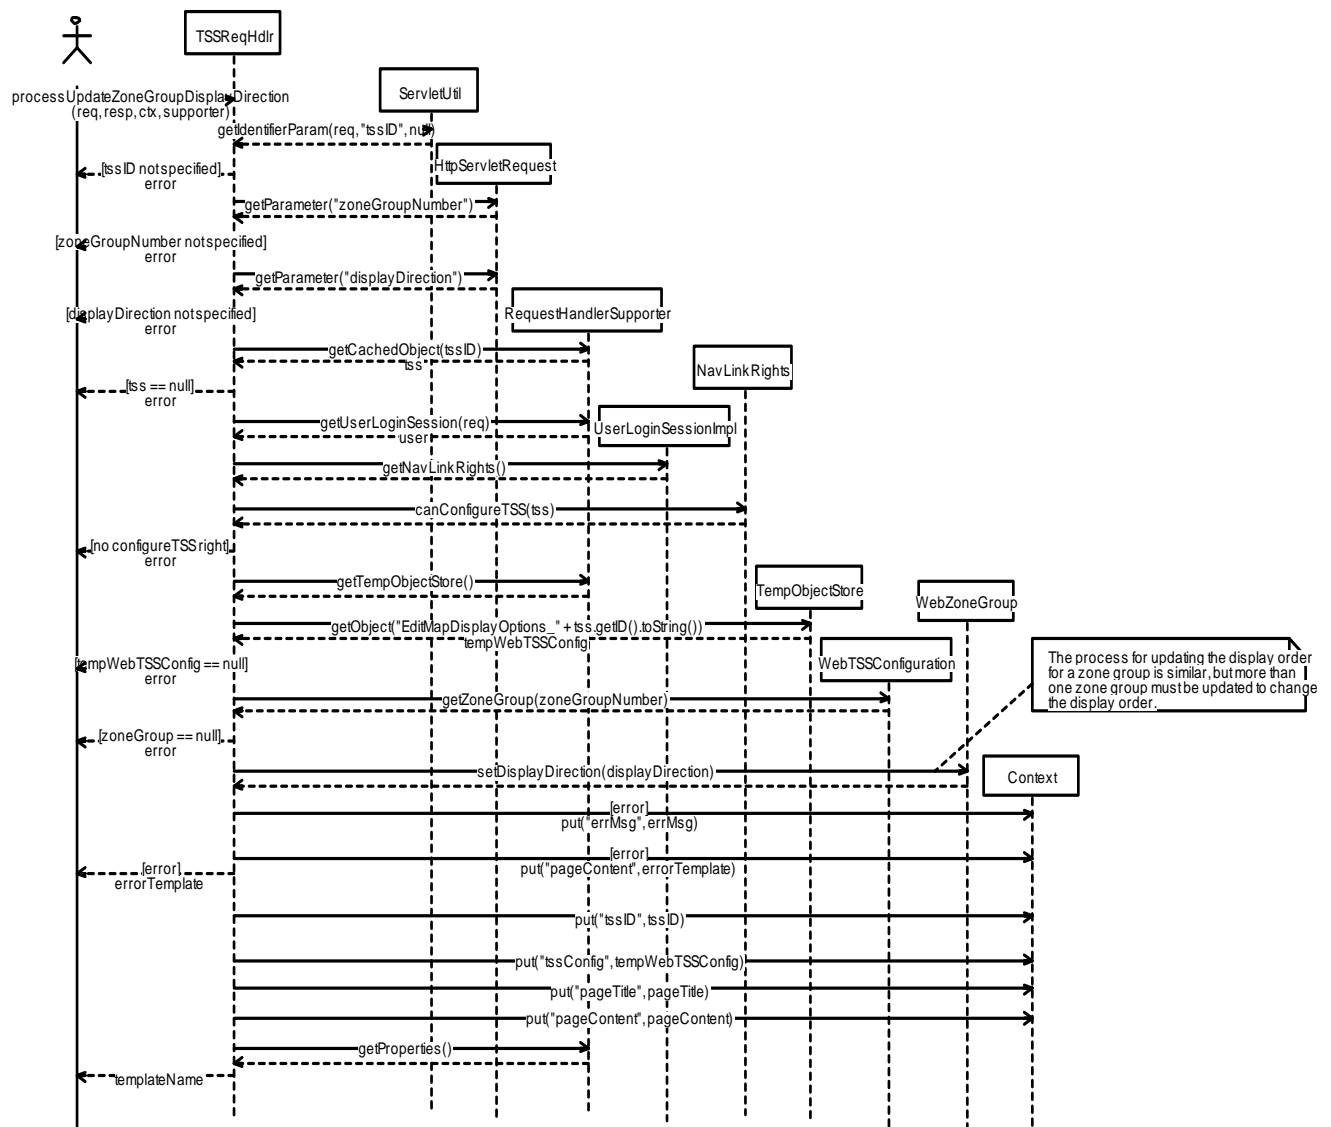 TSSReqHdlr
processUpdateZoneGroupDisplayDirection
(req, resp, ctx, supporter)
ServletUtil
getIdentifierParam(req, "tssID", null)
HttpServletRequest
[tssID not specified]
error
getParameter("zoneGroupNumber")
[zoneGroupNumber not specified]
error
getParameter("displayDirection")
RequestHandlerSupporter
[displayDirection not specified]
error
getCachedObject(tssID)
tss
NavLinkRights
[tss == null]
error
getUserLoginSession(req)
user
UserLoginSessionImpl
getNavLinkRights()
canConfigureTSS(tss)
[no configureTSS right]
error
getTempObjectStore()
TempObjectStore
WebZoneGroup
getObject("EditMapDisplayOptions_" + tss.getID().toString())
tempWebTSSConfig
WebTSSConfiguration
[tempWebTSSConfig == null]
error
The process for updating the display order
for a zone group is similar, but more than
one zone group must be updated to change
the display order.
getZoneGroup(zoneGroupNumber)
[zoneGroup == null]
error
setDisplayDirection(displayDirection)
Context
[error]
put("errMsg", errMsg)
[error]
put("pageContent", errorTemplate)
[error]
errorTemplate
put("tssID", tssID)
put("tssConfig", tempWebTSSConfig)
put("pageTitle", pageTitle)
put("pageContent", pageContent)
getProperties()
templateName